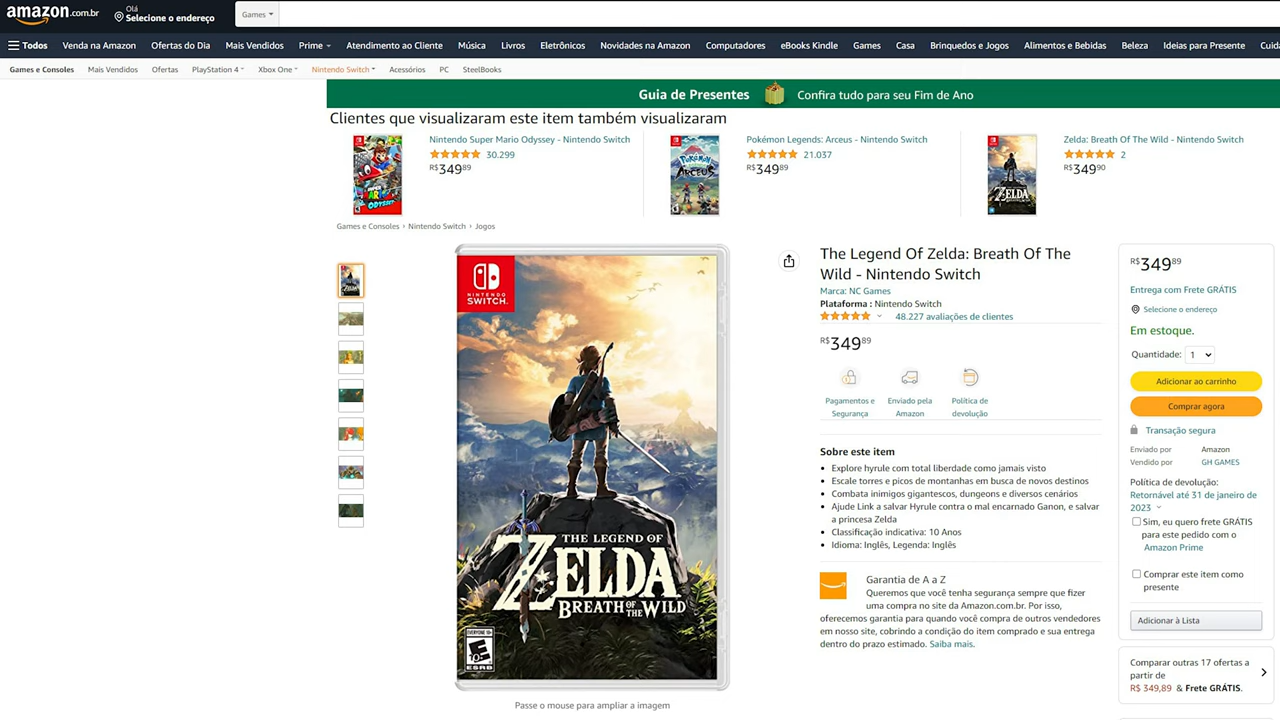 amazon.com.br
Olá
Selecione o endereço
Games
Todos Venda na Amazon Ofertas do Dia Mais Vendidos Prime Atendimento ao Cliente Música Livros Eletrônicos Novidades na Amazon Computadores eBooks Kindle Games Casa Brinquedos e Jogos Alimentos e Bebidas Beleza Ideias para Presente Cuida
Games e Consoles Mais Vendidos Ofertas PlayStation 4 Xbox One Nintendo Switch Acessórios PC SteelBooks
Guia de Presentes Confira tudo para seu Fim de Ano
Clientes que visualizaram este item também visualizaram
Nintendo Super Mario Odyssey - Nintendo Switch
30.299
R$34989
Pokémon Legends: Arceus - Nintendo Switch
21.037
R$34989
Zelda: Breath Of The Wild - Nintendo Switch
2
R$34990
Games e Consoles › Nintendo Switch › Jogos
NINTENDO
SWITCH.
THE LEGEND OF
ZELDA
BREATH OF THE WILD
EVERYONE 10+
E
ESRB
Passe o mouse para ampliar a imagem
The Legend Of Zelda: Breath Of The
Wild - Nintendo Switch
Marca: NC Games
Plataforma : Nintendo Switch
48.227 avaliações de clientes
R$34989
Pagamentos e
Segurança
Enviado pela
Amazon
Política de
devolução
Sobre este item
• Explore hyrule com total liberdade como jamais visto
• Escale torres e picos de montanhas em busca de novos destinos
• Combata inimigos gigantescos, dungeons e diversos cenários
• Ajude Link a salvar Hyrule contra o mal encarnado Ganon, e salvar
a princesa Zelda
• Classificação indicativa: 10 Anos
• Idioma: Inglês, Legenda: Inglês
Garantia de A a Z
Queremos que você tenha segurança sempre que fizer
uma compra no site da Amazon.com.br. Por isso,
oferecemos garantia para quando você compra de outros vendedores
em nosso site, cobrindo a condição do item comprado e sua entrega
dentro do prazo estimado. Saiba mais.
R$34989
Entrega com Frete GRÁTIS
Selecione o endereço
Em estoque.
Quantidade: 1
Adicionar ao carrinho
Comprar agora
Transação segura
Enviado por Amazon
Vendido por GH GAMES
Política de devolução:
Retornável até 31 de janeiro de
2023
Sim, eu quero frete GRÁTIS
para este pedido com o
Amazon Prime
Comprar este item como
presente
Adicionar à Lista
Comparar outras 17 ofertas a
partir de
R$ 349,89 & Frete GRÁTIS.